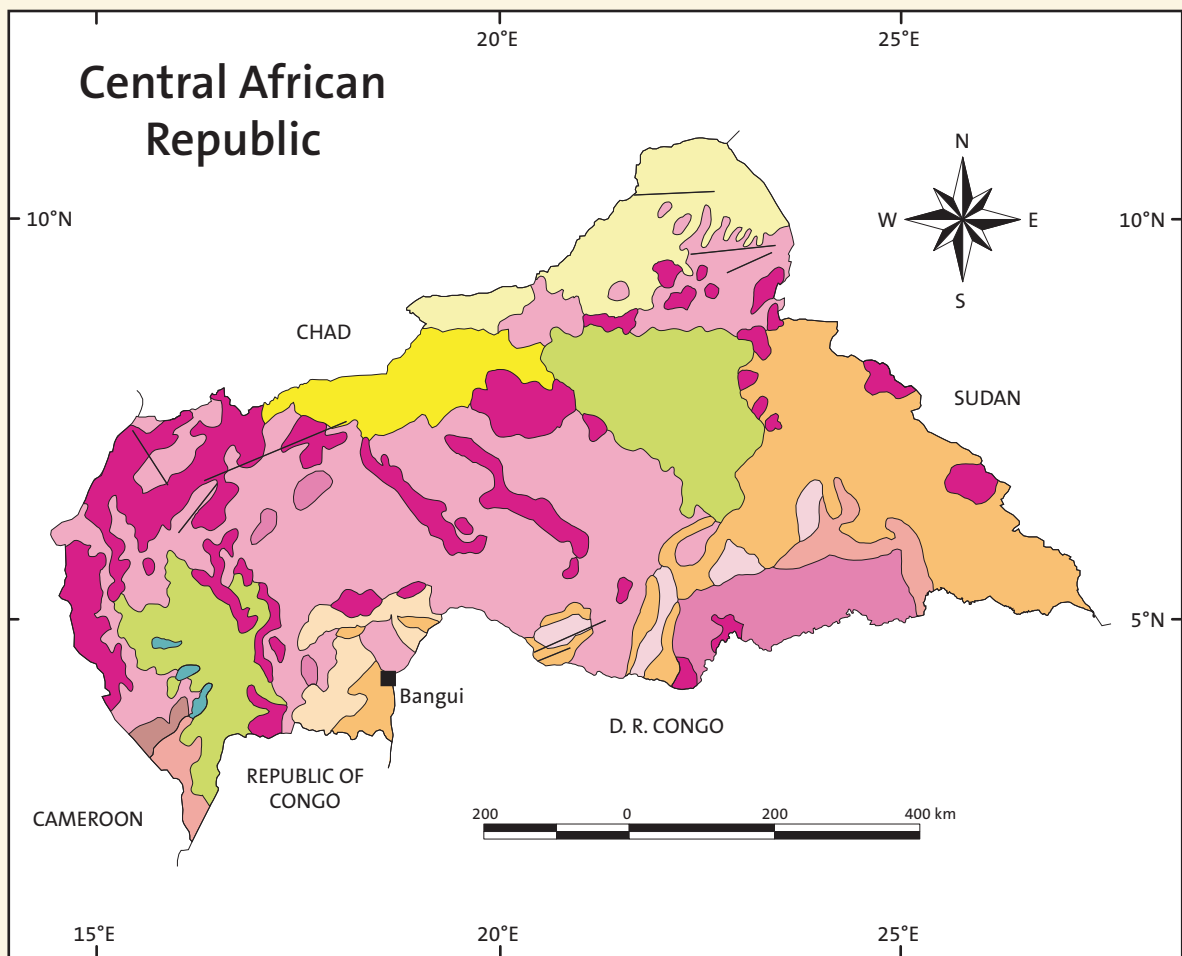 20°E
25°E
Central African
Republic
N
10°N
W
E
10°N
S
CHAD
SUDAN
5°N
Bangui
D. R. CONGO
REPUBLIC OF
CONGO
CAMEROON
200
0
200
400 km
15°E
20°E
25°E